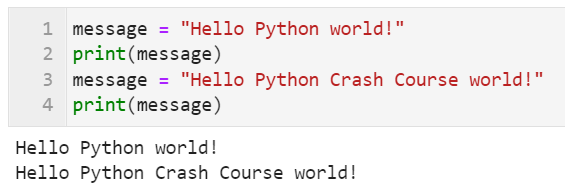 1 message = "Hello Python world!"
2 print(message)
3 message = "Hello Python Crash Course world!"
4 print(message)
Hello Python world!
Hello Python Crash Course world!